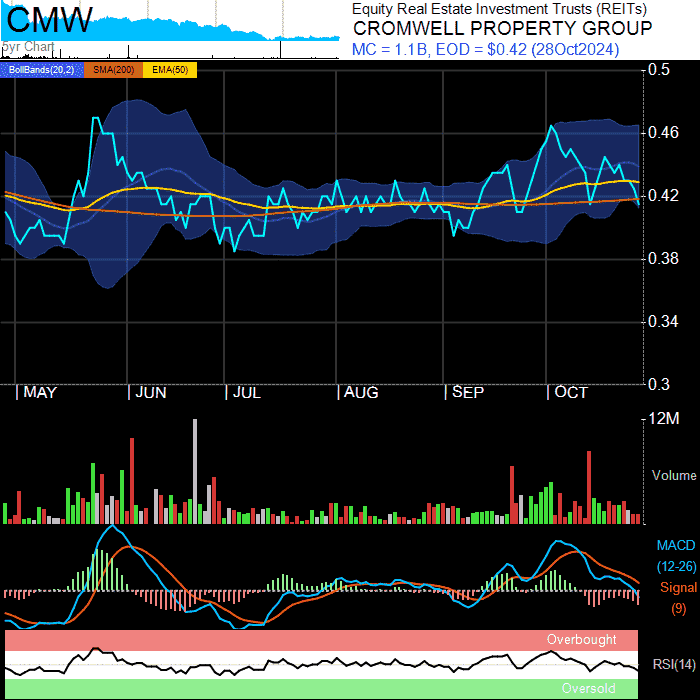 CMW
5yr Chart
Equity Real Estate Investment Trusts (REITs)
CROMWELL PROPERTY GROUP
MC = 1.1B, EOD = $0.42 (28Oct2024)
BollBands(20,2) SMA(200) EMA(50)
0.5
0.46
0.42
0.38
0.34
0.3
MAY JUN JUL AUG SEP OCT
12M
Volume
MACD
(12-26)
Signal
(9)
Overbought
RSI(14)
Oversold